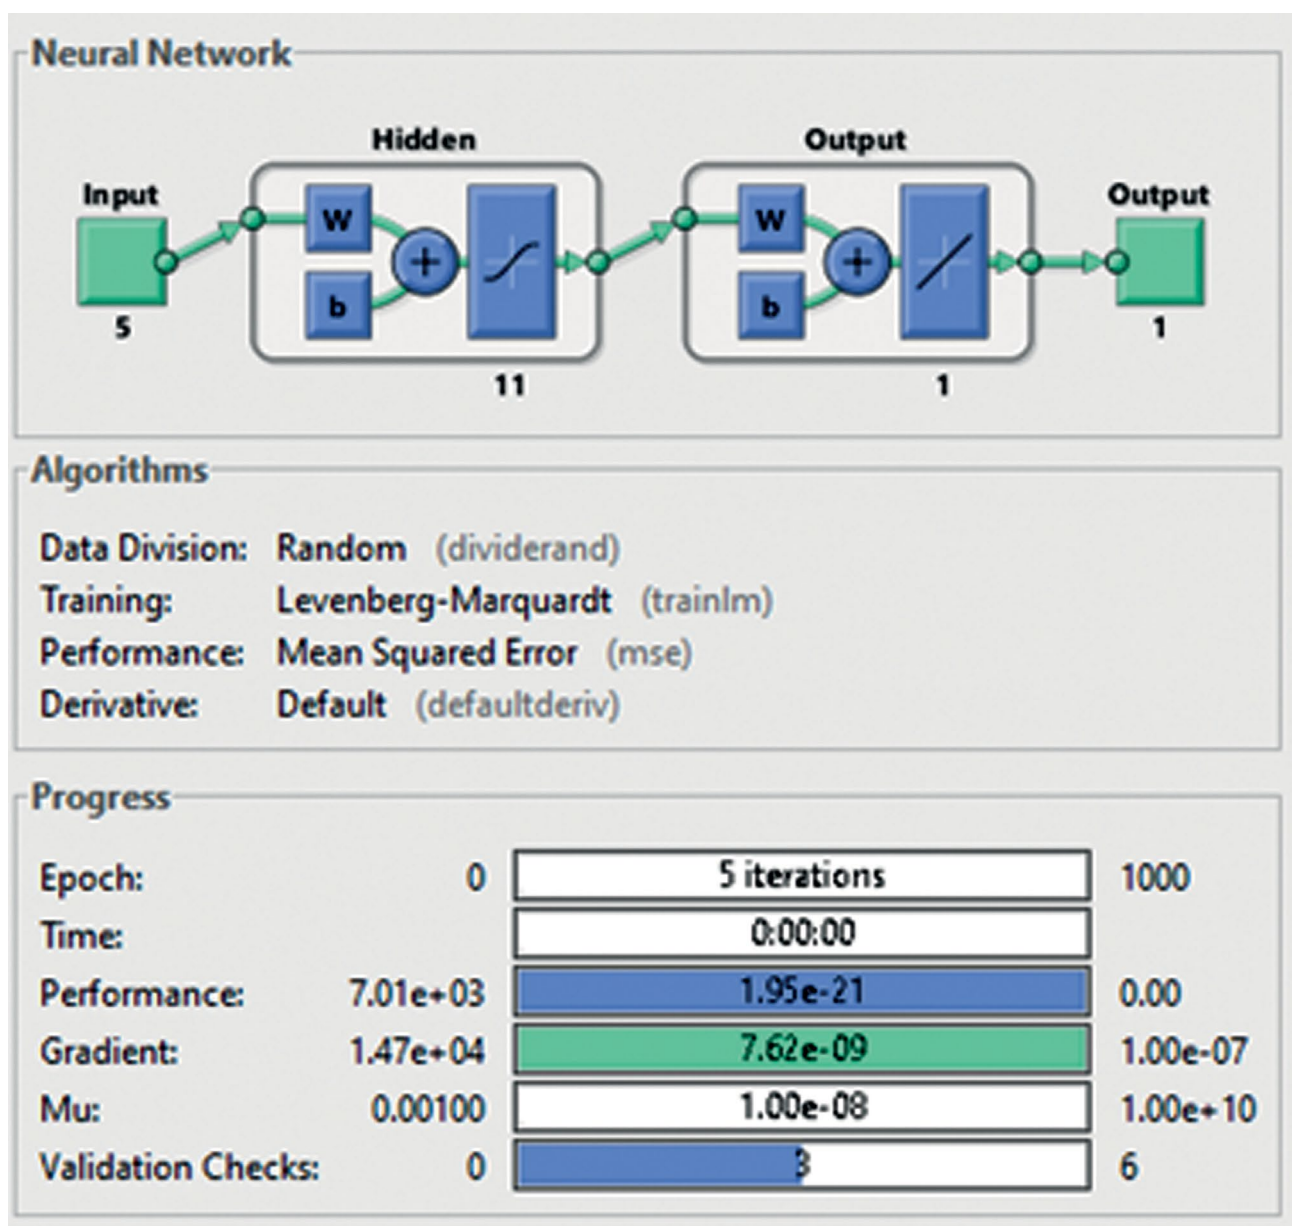 Neural Network
Hidden Output
Input Output
W W
b b
5 1
11 1
Algorithms
Data Division: Random (dividerand)
Training: Levenberg-Marquardt (trainlm)
Performance: Mean Squared Error (mse)
Derivative: Default (defaultderiv)
Progress
Epoch: 0 5 iterations 1000
Time: 0:00:00
Performance: 7.01e+03 1.95e-21 0.00
Gradient: 1.47e+04 7.62e-09 1.00e-07
Mu: 0.00100 1.00e-08 1.00e+10
Validation Checks: 0 3 6